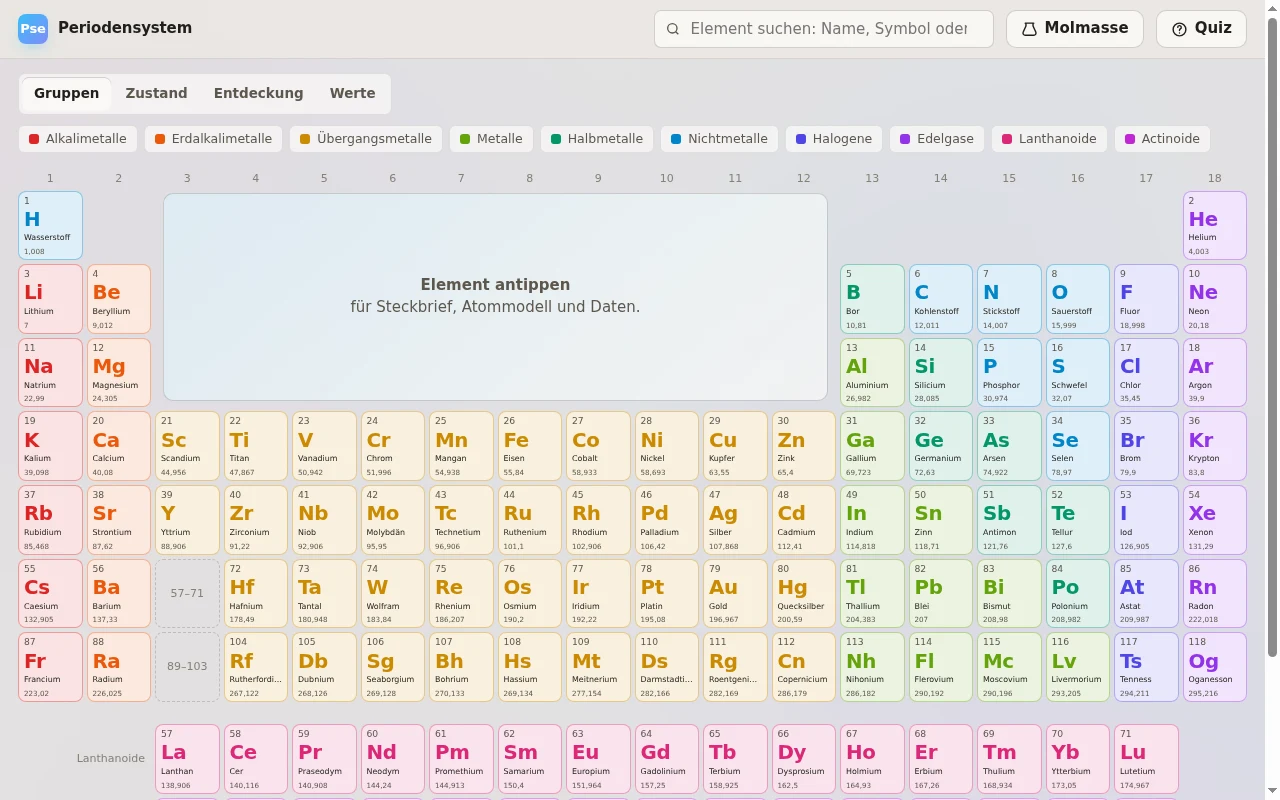 Pse Periodensystem
Element suchen: Name, Symbol oder
Molmasse
Quiz
Gruppen Zustand Entdeckung Werte
Alkalimetalle Erdalkalimetalle Übergangsmetalle Metalle Halbmetalle Nichtmetalle Halogene Edelgase Lanthanoide Actinoide
1 2 3 4 5 6 7 8 9 10 11 12 13 14 15 16 17 18
1 2
H He
Wasserstoff Helium
1,008 4,003
Element antippen
für Steckbrief, Atommodell und Daten.
3 4 5 6 7 8 9 10
Li Be B C N O F Ne
Lithium Beryllium Bor Kohlenstoff Stickstoff Sauerstoff Fluor Neon
7 9,012 10,81 12,011 14,007 15,999 18,998 20,18
11 12 13 14 15 16 17 18
Na Mg Al Si P S Cl Ar
Natrium Magnesium Aluminium Silicium Phosphor Schwefel Chlor Argon
22,99 24,305 26,982 28,085 30,974 32,07 35,45 39,9
19 20 21 22 23 24 25 26 27 28 29 30 31 32 33 34 35 36
K Ca Sc Ti V Cr Mn Fe Co Ni Cu Zn Ga Ge As Se Br Kr
Kalium Calcium Scandium Titan Vanadium Chrom Mangan Eisen Cobalt Nickel Kupfer Zink Gallium Germanium Arsen Selen Brom Krypton
39,098 40,08 44,956 47,867 50,942 51,996 54,938 55,84 58,933 58,693 63,55 65,4 69,723 72,63 74,922 78,97 79,9 83,8
37 38 39 40 41 42 43 44 45 46 47 48 49 50 51 52 53 54
Rb Sr Y Zr Nb Mo Tc Ru Rh Pd Ag Cd In Sn Sb Te I Xe
Rubidium Strontium Yttrium Zirconium Niob Molybdän Technetium Ruthenium Rhodium Palladium Silber Cadmium Indium Zinn Antimon Tellur Iod Xenon
85,468 87,62 88,906 91,22 92,906 95,95 96,906 101,1 102,906 106,42 107,868 112,41 114,818 118,71 121,76 127,6 126,905 131,29
55 56 72 73 74 75 76 77 78 79 80 81 82 83 84 85 86
Cs Ba 57–71 Hf Ta W Re Os Ir Pt Au Hg Tl Pb Bi Po At Rn
Caesium Barium Hafnium Tantal Wolfram Rhenium Osmium Iridium Platin Gold Quecksilber Thallium Blei Bismut Polonium Astat Radon
132,905 137,33 178,49 180,948 183,84 186,207 190,2 192,22 195,08 196,967 200,59 204,383 207 208,98 208,982 209,987 222,018
87 88 104 105 106 107 108 109 110 111 112 113 114 115 116 117 118
Fr Ra 89–103 Rf Db Sg Bh Hs Mt Ds Rg Cn Nh Fl Mc Lv Ts Og
Francium Radium Rutherfordi... Dubnium Seaborgium Bohrium Hassium Meitnerium Darmstadti... Roentgeni... Copernicium Nihonium Flerovium Moscovium Livermorium Tenness Oganesson
223,02 226,025 267,122 268,126 269,128 270,133 269,134 277,154 282,166 282,169 286,179 286,182 290,192 290,196 293,205 294,211 295,216
57 58 59 60 61 62 63 64 65 66 67 68 69 70 71
Lanthanoide La Ce Pr Nd Pm Sm Eu Gd Tb Dy Ho Er Tm Yb Lu
Lanthan Cer Praseodym Neodym Promethium Samarium Europium Gadolinium Terbium Dysprosium Holmium Erbium Thulium Ytterbium Lutetium
138,906 140,116 140,908 144,24 144,913 150,4 151,964 157,25 158,925 162,5 164,93 167,26 168,934 173,05 174,967